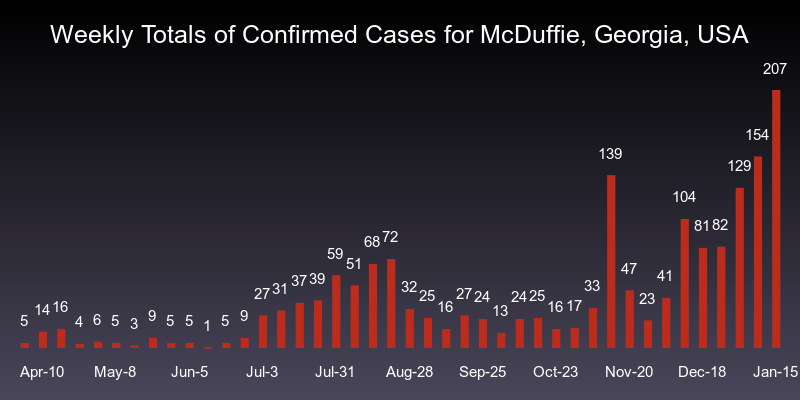 Weekly Totals of Confirmed Cases for McDuffie, Georgia, USA
5 14 16 4 6 5 3 9 5 5 1 5 9 27 31 37 39 59 51 68 72 32 25 16 27 24 13 24 25 16 17 33 139 47 23 41 104 81 82 129 154 207
Apr-10 May-8 Jun-5 Jul-3 Jul-31 Aug-28 Sep-25 Oct-23 Nov-20 Dec-18 Jan-15